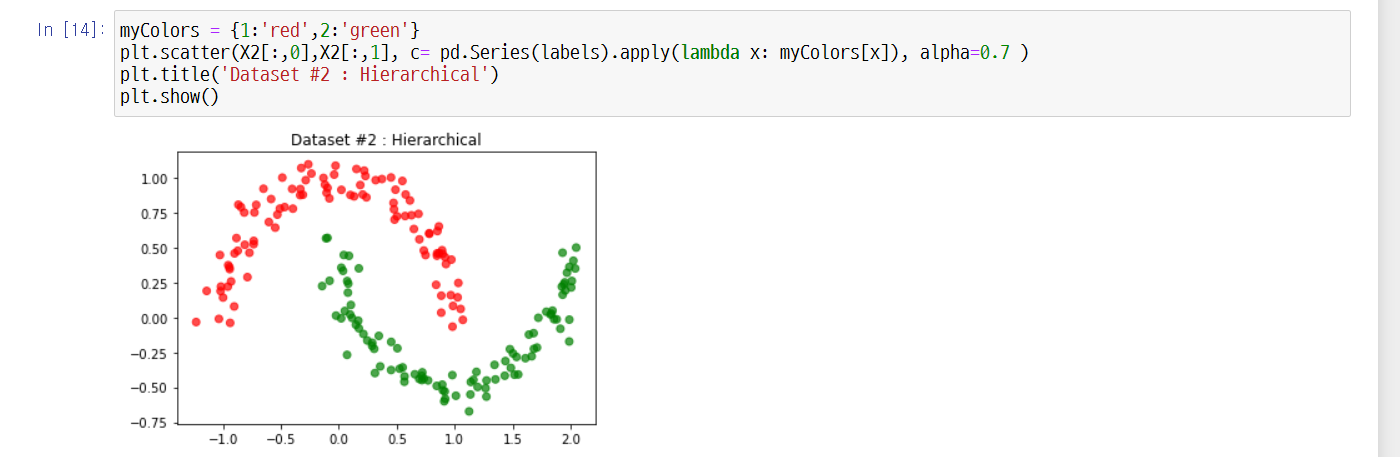 In [14]:
myColors = {1:'red',2:'green'}
plt.scatter(X2[:,0],X2[:,1], c= pd.Series(labels).apply(lambda x: myColors[x]), alpha=0.7 )
plt.title('Dataset #2 : Hierarchical')
plt.show()
Dataset #2 : Hierarchical
1.00
0.75
0.50
0.25
0.00
−0.25
−0.50
−0.75
−1.0 −0.5 0.0 0.5 1.0 1.5 2.0